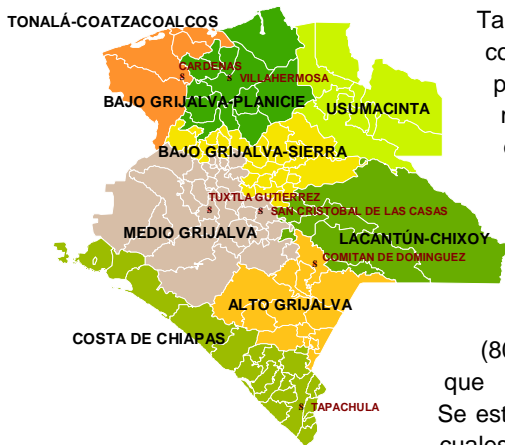 TONALÁ-COATZACOALCOS
CARDENAS
s
s VILLAHERMOSA
BAJO GRIJALVA-PLANICIE
USUMACINTA
BAJO GRIJALVA-SIERRA
TUXTLA GUTIERREZ
s
s SAN CRISTOBAL DE LAS CASAS
MEDIO GRIJALVA
LACANTÚN-CHIXOY
s COMITAN DE DOMINGUEZ
ALTO GRIJALVA
COSTA DE CHIAPAS
s TAPACHULA
Ta
co
p
(80
que
Se est
cuales